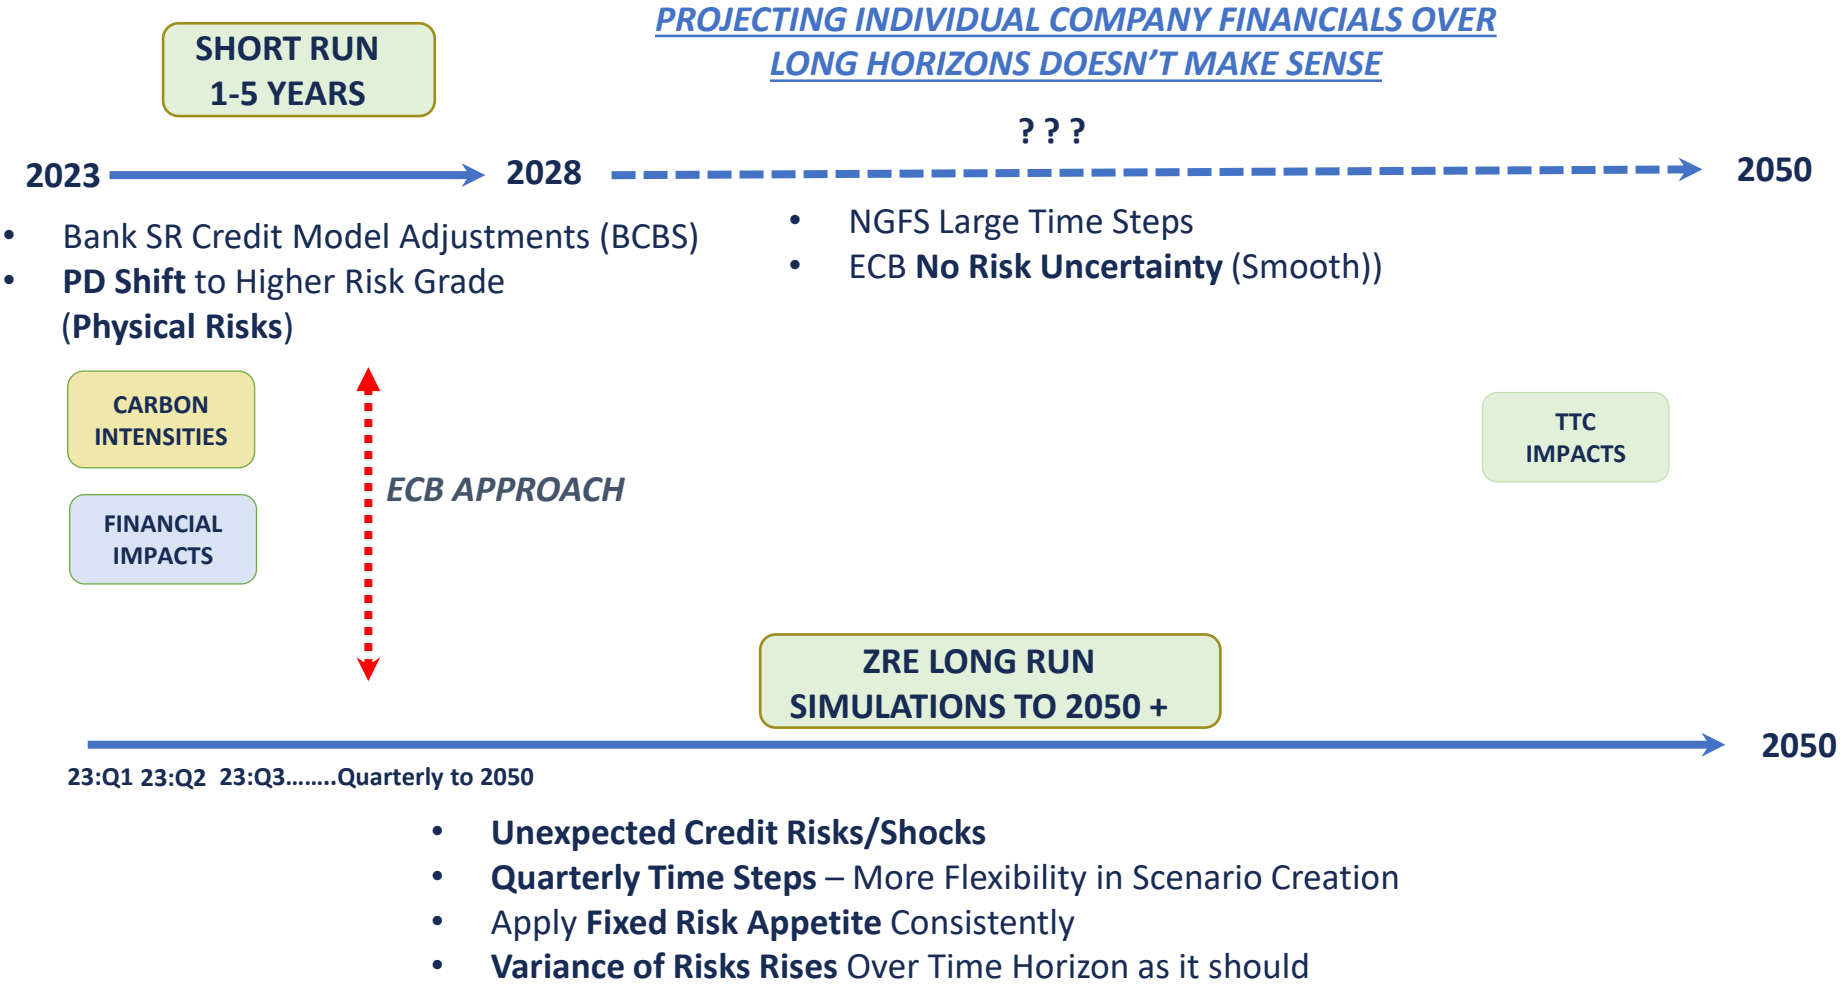 SHORT RUN
1-5 YEARS
PROJECTING INDIVIDUAL COMPANY FINANCIALS OVER
LONG HORIZONS DOESN’T MAKE SENSE
? ? ?
2023
2028
2050
• Bank SR Credit Model Adjustments (BCBS)
• PD Shift to Higher Risk Grade
(Physical Risks)
• NGFS Large Time Steps
• ECB No Risk Uncertainty (Smooth))
CARBON
INTENSITIES
FINANCIAL
IMPACTS
ECB APPROACH
TTC
IMPACTS
ZRE LONG RUN
SIMULATIONS TO 2050 +
2050
23:Q1 23:Q2 23:Q3........Quarterly to 2050
• Unexpected Credit Risks/Shocks
• Quarterly Time Steps – More Flexibility in Scenario Creation
• Apply Fixed Risk Appetite Consistently
• Variance of Risks Rises Over Time Horizon as it should